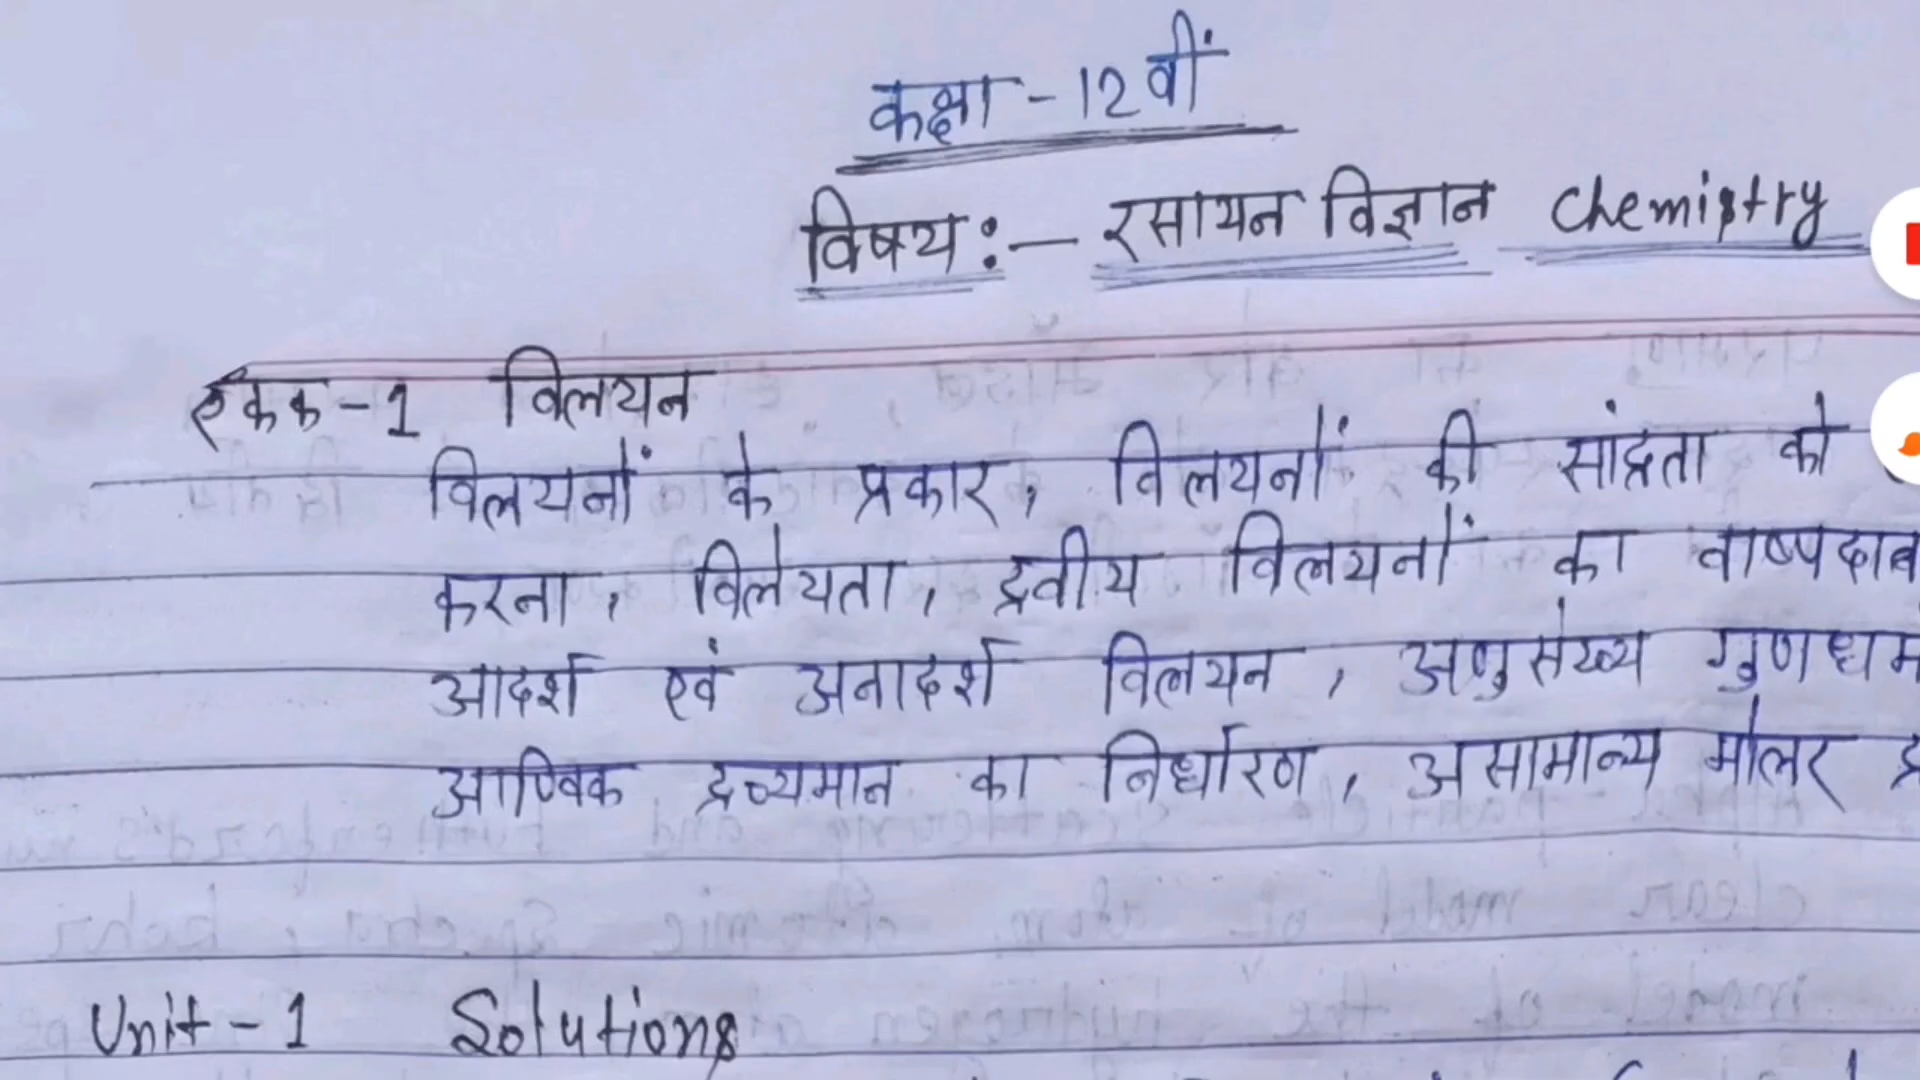 कक्षा - 12वीं
विषय :- रसायन विज्ञान Chemistry
एकक - 1 विलयन
विलयनों के प्रकार, विलयनों की सांद्रता को
करना, विलेयता, द्रवीय विलयनों का वाष्पदाब
आदर्श एवं अनादर्श विलयन, अणुसंख्य गुणधर्म
आण्विक द्रव्यमान का निर्धारण, असामान्य मोलर
Unit - 1 Solutions